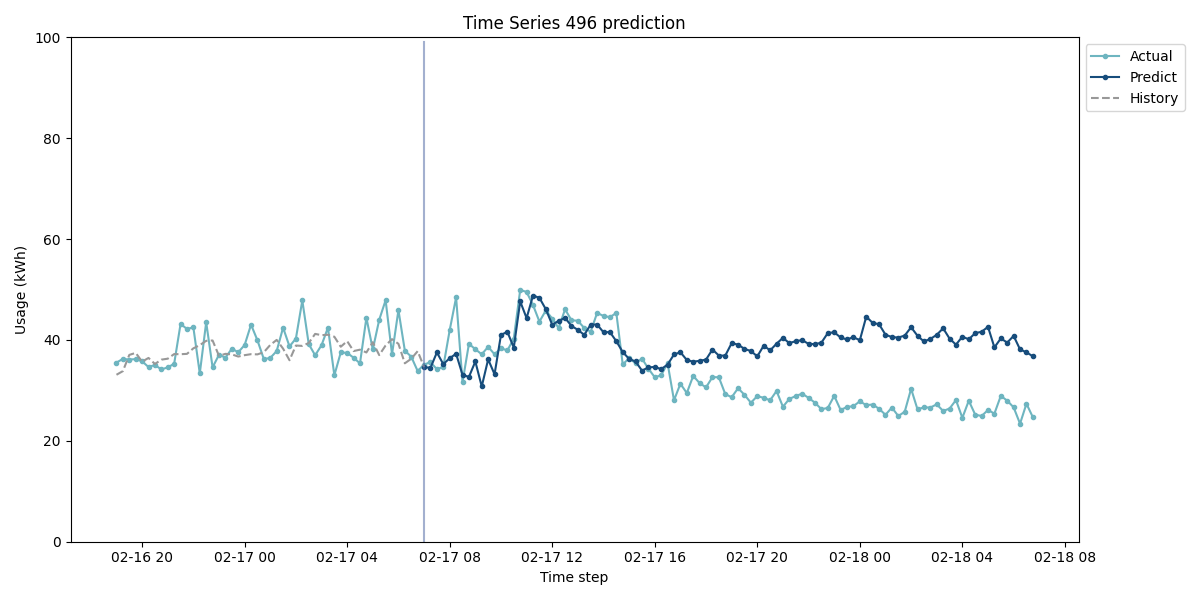 Time Series 496 prediction
Actual
Predict
History
Usage (kWh)
100
80
60
40
20
0
02-16 20
02-17 00
02-17 04
02-17 08
02-17 12
02-17 16
02-17 20
02-18 00
02-18 04
02-18 08
Time step